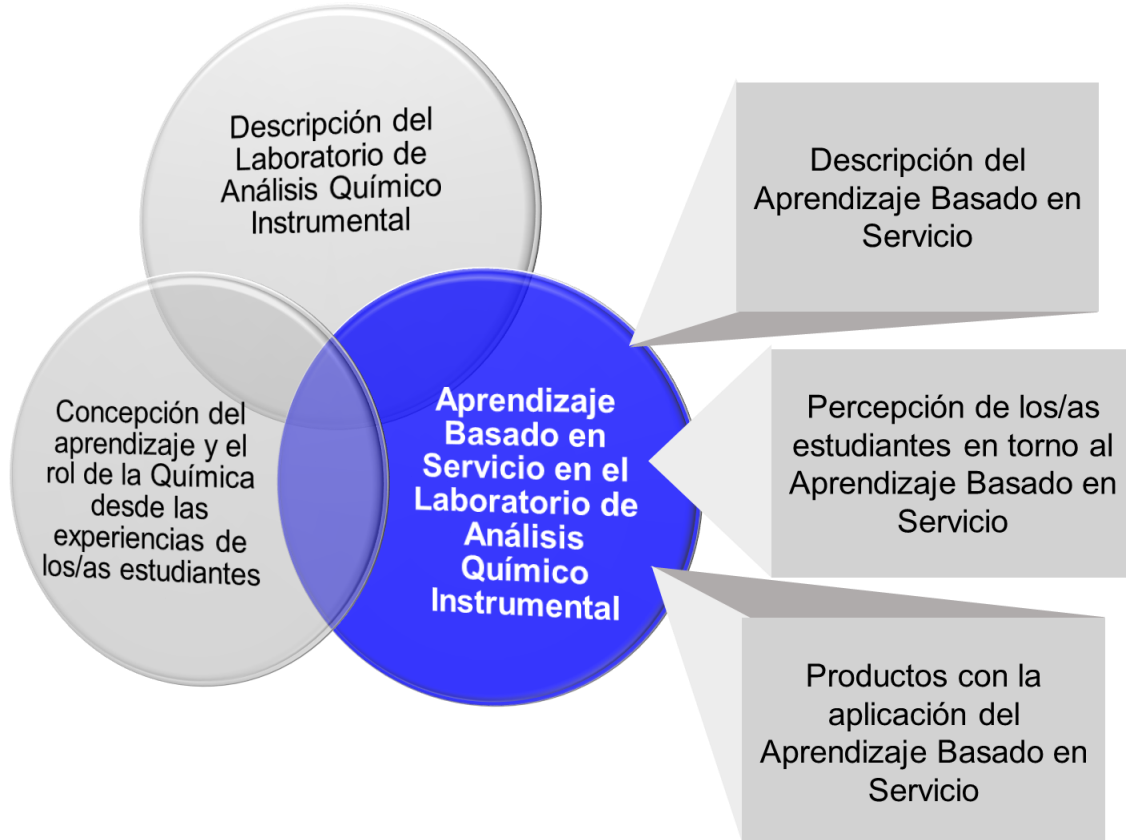 Descripción del
Laboratorio de
Análisis Químico
Instrumental
Concepción del
aprendizaje y el
rol de la Química
desde las
experiencias de
los/as estudiantes
Aprendizaje
Basado en
Servicio en el
Laboratorio de
Análisis
Químico
Instrumental
Descripción del
Aprendizaje Basado en
Servicio
Percepción de los/as
estudiantes en torno al
Aprendizaje Basado en
Servicio
Productos con la
aplicación del
Aprendizaje Basado en
Servicio